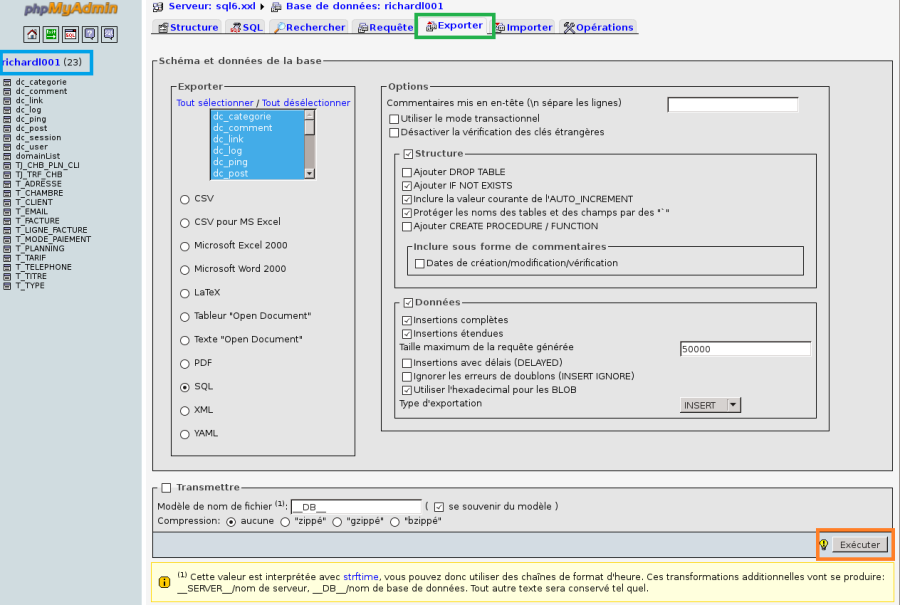 phpMyAdmin
richardl001 (23)
dc_categorie
dc_comment
dc_link
dc_log
dc_ping
dc_post
dc_session
dc_user
domainList
TJ_CHB_PLN_CLI
TJ_TRF_CHB
T_ADRESSE
T_CHAMBRE
T_CLIENT
T_EMAIL
T_FACTURE
T_LIGNE_FACTURE
T_MODE_PAIEMENT
T_PLANNING
T_TARIF
T_TELEPHONE
T_TITRE
T_TYPE
Serveur: sql6.xxl Base de données: richardl001
Structure SQL Rechercher Requête Exporter Importer Opérations
Schéma et données de la base
Exporter
Tout sélectionner / Tout désélectionner
dc_categorie
dc_comment
dc_link
dc_log
dc_ping
dc_post
CSV
CSV pour MS Excel
Microsoft Excel 2000
Microsoft Word 2000
LaTeX
Tableur "Open Document"
Texte "Open Document"
PDF
SQL
XML
YAML
Options
Commentaires mis en en-tête (\n sépare les lignes)
Utiliser le mode transactionnel
Désactiver la vérification des clés étrangères
Structure
Ajouter DROP TABLE
Ajouter IF NOT EXISTS
Inclure la valeur courante de l'AUTO_INCREMENT
Protéger les noms des tables et des champs par des "`"
Ajouter CREATE PROCEDURE / FUNCTION
Inclure sous forme de commentaires
Dates de création/modification/vérification
Données
Insertions complètes
Insertions étendues
Taille maximum de la requête générée 50000
Insertions avec délais (DELAYED)
Ignorer les erreurs de doublons (INSERT IGNORE)
Utiliser l'hexadecimal pour les BLOB
Type d'exportation INSERT
Transmettre
Modèle de nom de fichier (1): __DB__ ( se souvenir du modèle )
Compression: aucune "zippé" "gzippé" "bzippé"
Exécuter
(1) Cette valeur est interprétée avec strftime, vous pouvez donc utiliser des chaînes de format d'heure. Ces transformations additionnelles vont se produire:
__SERVER__/nom de serveur, __DB__/nom de base de données. Tout autre texte sera conservé tel quel.